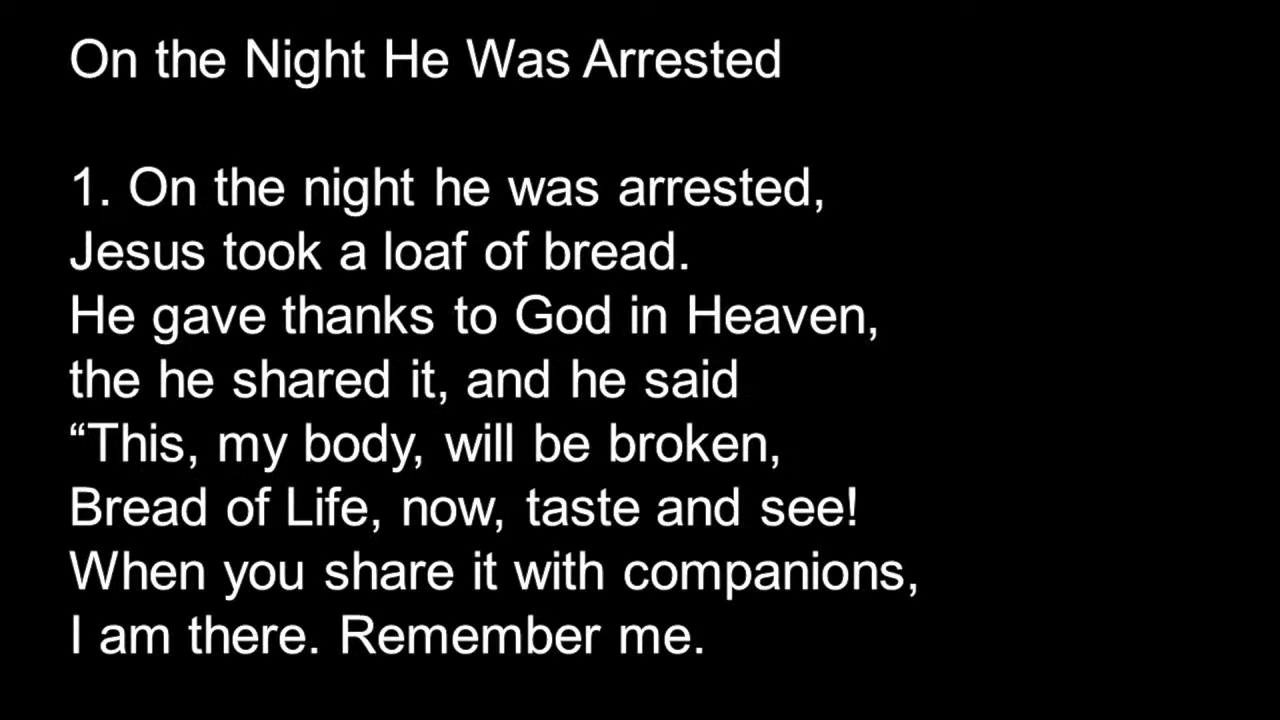 On the Night He Was Arrested
1. On the night he was arrested,
Jesus took a loaf of bread.
He gave thanks to God in Heaven,
the he shared it, and he said
“This, my body, will be broken,
Bread of Life, now, taste and see!
When you share it with companions,
I am there. Remember me.